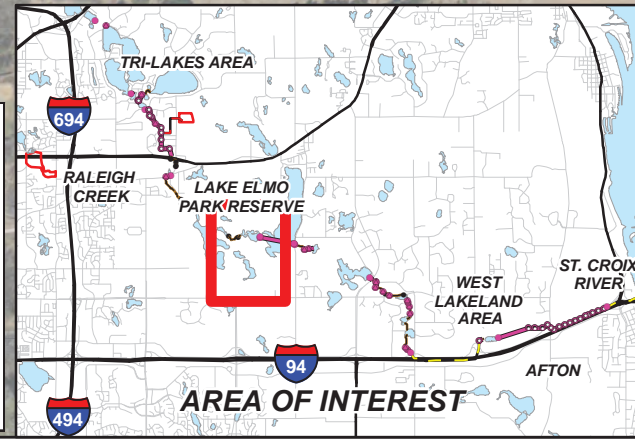 TRI-LAKES AREA
694
RALEIGH
CREEK
LAKE ELMO
PARK RESERVE
ST. CROIX
RIVER
WEST
LAKELAND
AREA
94
AFTON
AREA OF INTEREST
494